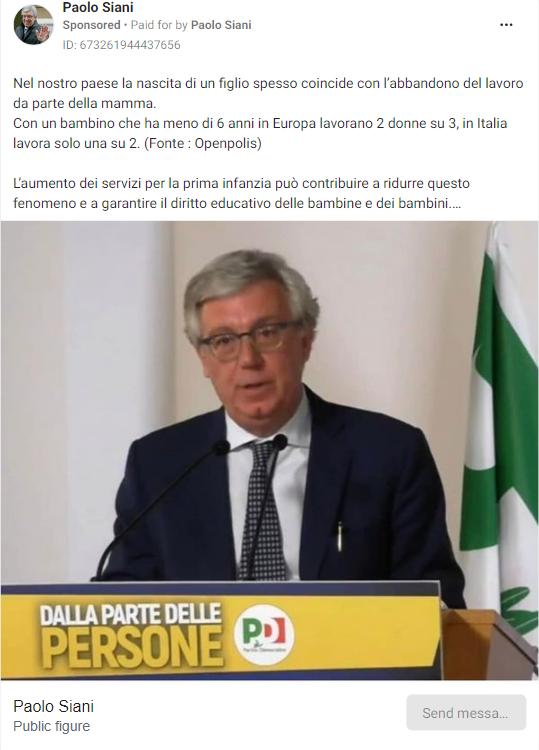 Paolo Siani
Sponsored • Paid for by Paolo Siani
ID: 673261944437656
Nel nostro paese la nascita di un figlio spesso coincide con l'abbandono del lavoro
da parte della mamma.
Con un bambino che ha meno di 6 anni in Europa lavorano 2 donne su 3, in Italia
lavora solo una su 2. (Fonte : Openpolis)
L'aumento dei servizi per la prima infanzia può contribuire a ridurre questo
fenomeno e a garantire il diritto educativo delle bambine e dei bambini....
DALLA PARTE DELLE
PERSONE
PD
Partito Democratico
Paolo Siani
Public figure
Send messa...